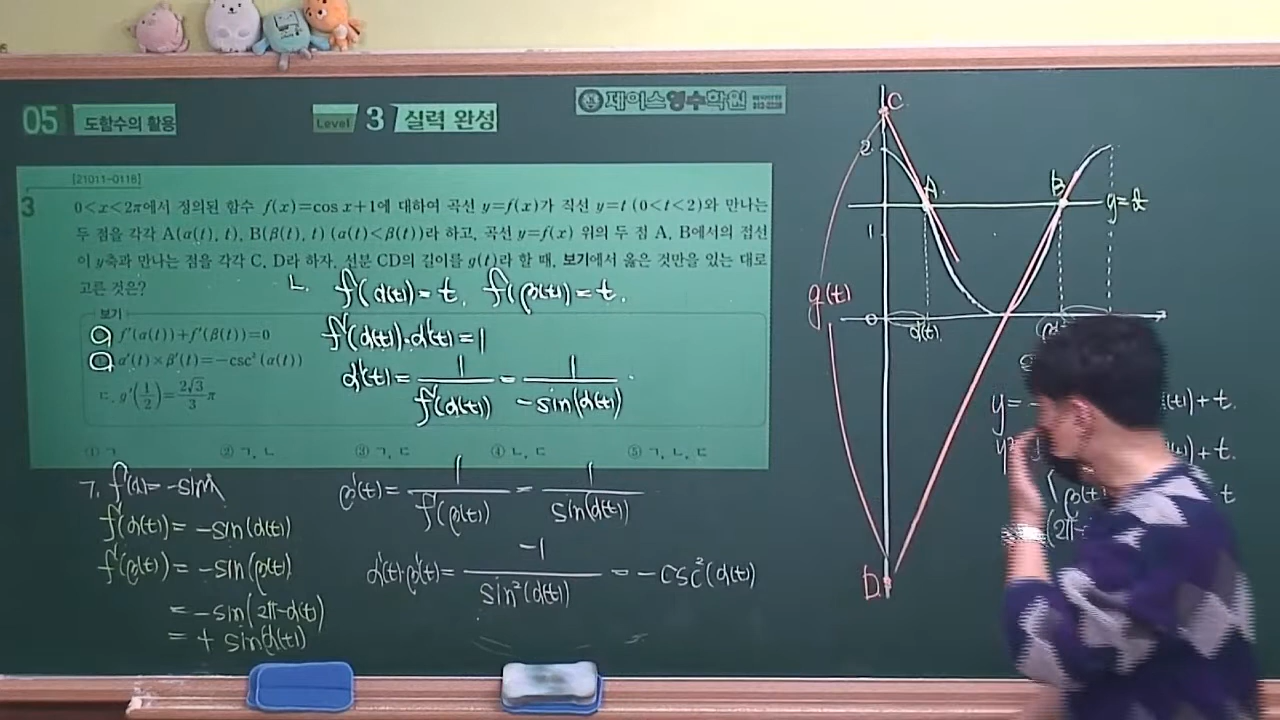 05 도함수의 활용
Level 3 실력 완성
제이스영수학원
[21011-0118]
3
0<x<2π에서 정의된 함수 f(x)=cos x+1에 대하여 곡선 y=f(x)가 직선 y=t (0<t<2)와 만나는
두 점을 각각 A(α(t), t), B(β(t), t) (α(t)<β(t))라 하고, 곡선 y=f(x) 위의 두 점 A, B에서의 접선
이 y축과 만나는 점을 각각 C, D라 하자. 선분 CD의 길이를 g(t)라 할 때, 보기에서 옳은 것만을 있는 대로
고른 것은?
보기
f'(α(t))+f'(β(t))=0
α'(t)×β'(t)=-csc²(α(t))
ㄷ. g'(1/2)=2√3/3 π
① ㄱ ② ㄱ, ㄴ ③ ㄱ, ㄷ ④ ㄴ, ㄷ ⑤ ㄱ, ㄴ, ㄷ
ㄴ. f(α(t))=t, f(β(t))=t.
f'(α(t))·α'(t)=1
α'(t)=1/f'(α(t))=1/-sin(α(t)).
ㄱ. f'(x)=-sinx
f'(α(t))=-sin(α(t))
f'(β(t))=-sin(β(t))
=-sin(2π-α(t))
=+sin(α(t))
β'(t)=1/f'(β(t))=1/sin(α(t))
α'(t)·β'(t)=-1/sin²(α(t))=-csc²(α(t))
C
2
A
B
y=t
1
g(t)
0
α(t)
D
y=-
(t)+t.
(t)+t.
β(t)
t
(2π-